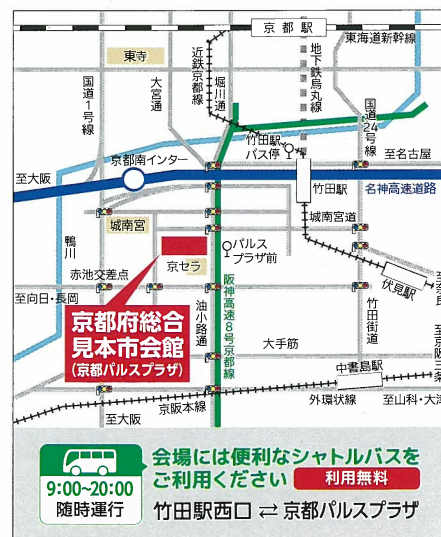 京都駅
東海道新幹線
東寺
近鉄京都線
堀川通
地下鉄烏丸線
国道1号線
大宮通
国道24号線
竹田駅
バス停
至名古屋
京都南インター
至大阪
竹田駅
名神高速道路
城南宮
城南宮道
鴨川
パルス
プラザ前
京セラ
赤池交差点
至向日・長岡
伏見駅
阪神高速8号京都線
油小路通
竹田街道
京都府総合
見本市会館
(京都パルスプラザ)
大手筋
中書島駅
至京阪三条
京阪本線
外環状線
至大阪
至山科・大津
会場には便利なシャトルバスを
ご利用ください 利用無料
9:00~20:00
随時運行
竹田駅西口 ⇄ 京都パルスプラザ